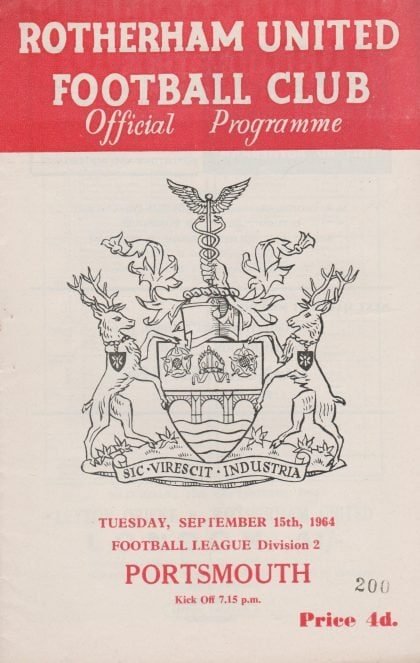 ROTHERHAM UNITED
FOOTBALL CLUB
Official Programme
SIC · VIRESCIT · INDUSTRIA
TUESDAY, SEPTEMBER 15th, 1964
FOOTBALL LEAGUE Division 2
PORTSMOUTH
200
Kick Off 7.15 p.m.
Price 4d.